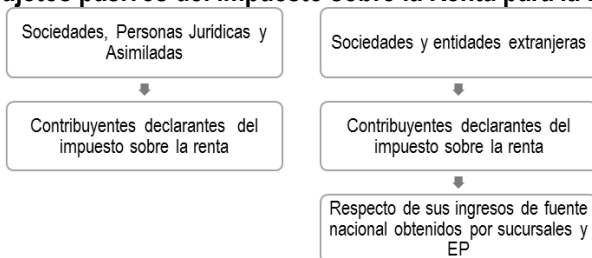 del Impuesto sobre la Renta para la
Sociedades, Personas Jurídicas y
Asimiladas
Contribuyentes declarantes del
impuesto sobre la renta
Sociedades y entidades extranjeras
Contribuyentes declarantes del
impuesto sobre la renta
Respecto de sus ingresos de fuente
nacional obtenidos por sucursales y
EP